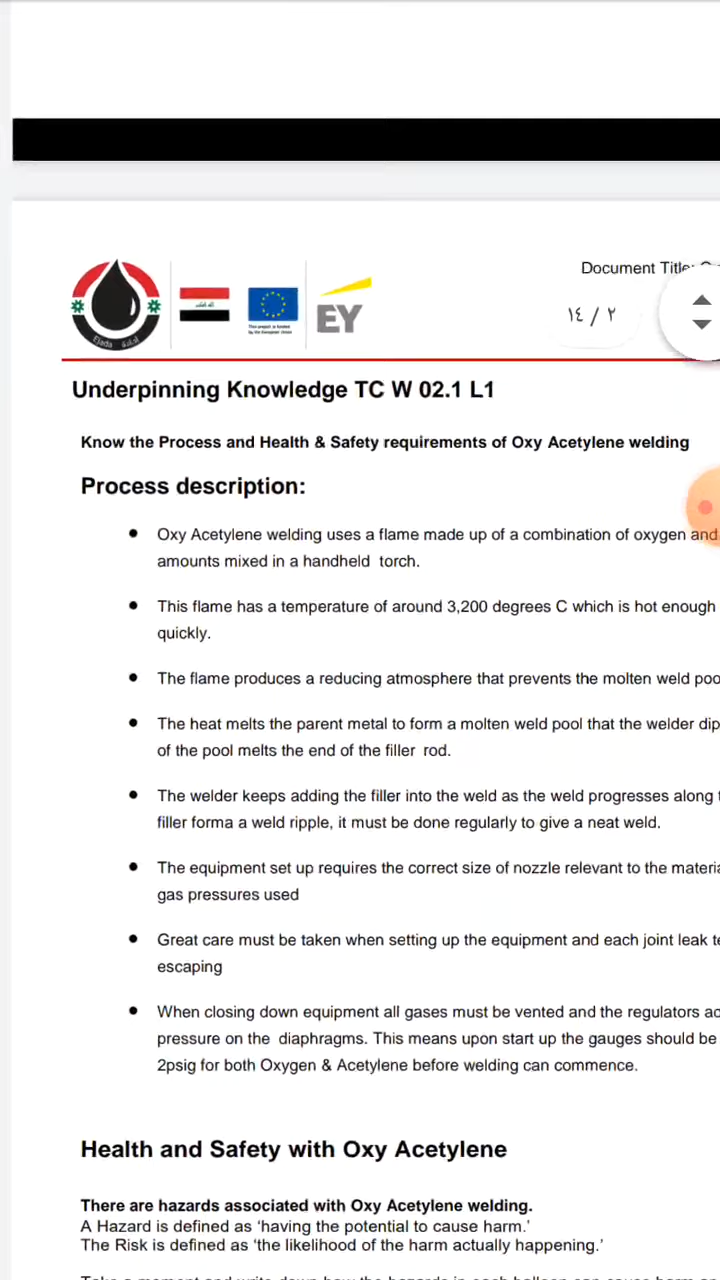 Document Title:
١٤ / ٢
Elada
This project is funded
by the European Union
EY
Underpinning Knowledge TC W 02.1 L1
Know the Process and Health & Safety requirements of Oxy Acetylene welding
Process description:
• Oxy Acetylene welding uses a flame made up of a combination of oxygen and
amounts mixed in a handheld torch.
• This flame has a temperature of around 3,200 degrees C which is hot enough
quickly.
• The flame produces a reducing atmosphere that prevents the molten weld poo
• The heat melts the parent metal to form a molten weld pool that the welder dip
of the pool melts the end of the filler rod.
• The welder keeps adding the filler into the weld as the weld progresses along
filler forma a weld ripple, it must be done regularly to give a neat weld.
• The equipment set up requires the correct size of nozzle relevant to the materia
gas pressures used
• Great care must be taken when setting up the equipment and each joint leak te
escaping
• When closing down equipment all gases must be vented and the regulators
pressure on the diaphragms. This means upon start up the gauges should be
2psig for both Oxygen & Acetylene before welding can commence.
Health and Safety with Oxy Acetylene
There are hazards associated with Oxy Acetylene welding.
A Hazard is defined as ‘having the potential to cause harm.’
The Risk is defined as ‘the likelihood of the harm actually happening.’